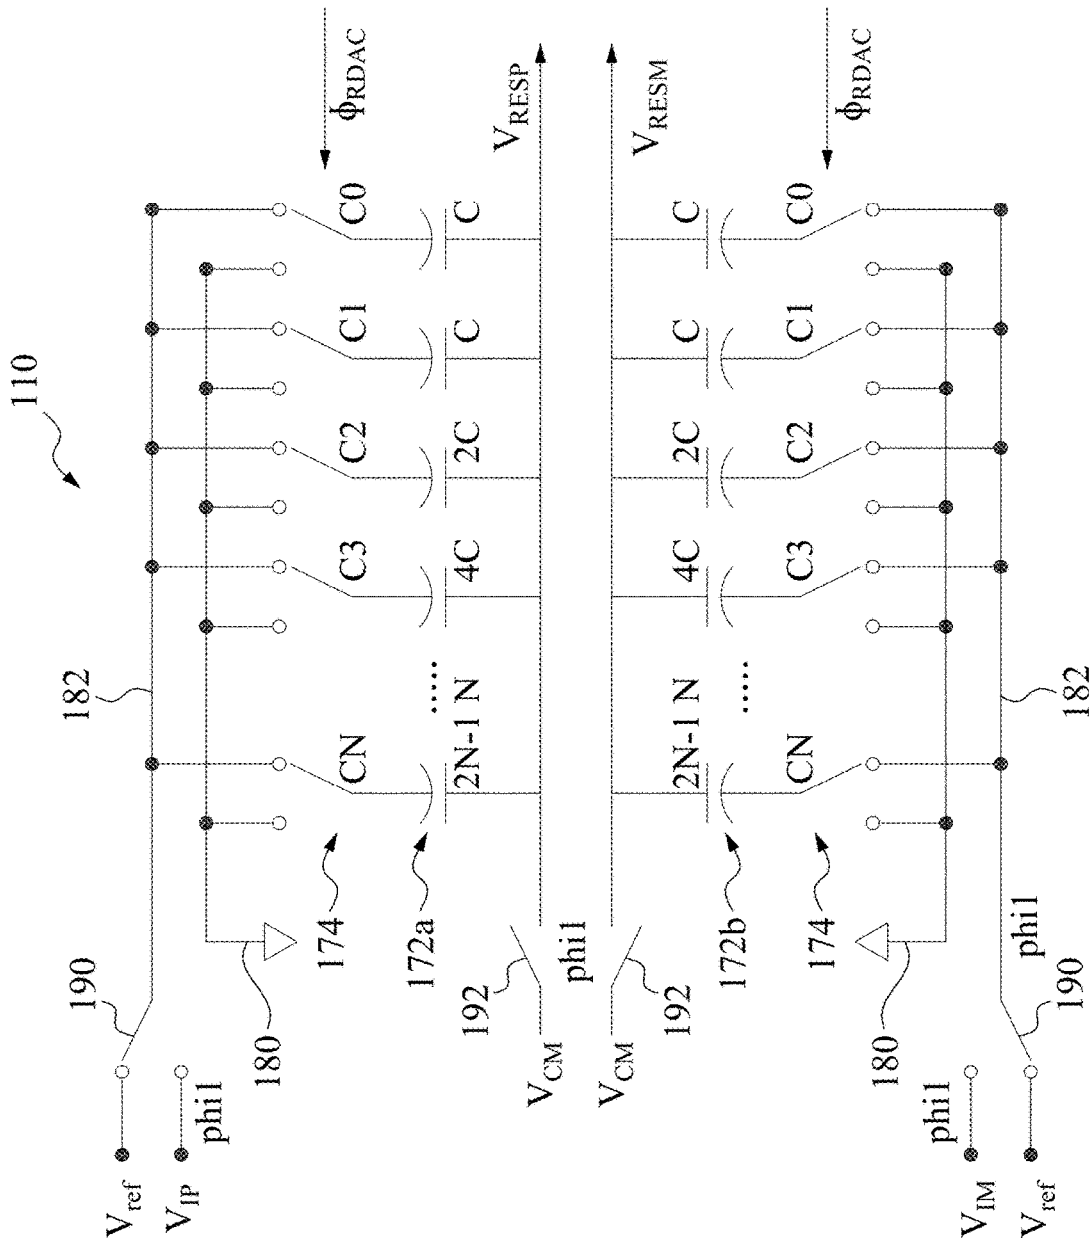 110
V_ref
V_IP
phi1
190
182
180
174
CN
C3
C2
C1
C0
ϕ_RDAC
172a
2N-1 N
.....
4C
2C
C
C
V_RESP
V_CM
192
phi1
V_CM
192
V_RESM
172b
2N-1 N
.....
4C
2C
C
C
174
CN
C3
C2
C1
C0
ϕ_RDAC
180
182
phi1
V_IM
phi1
V_ref
190